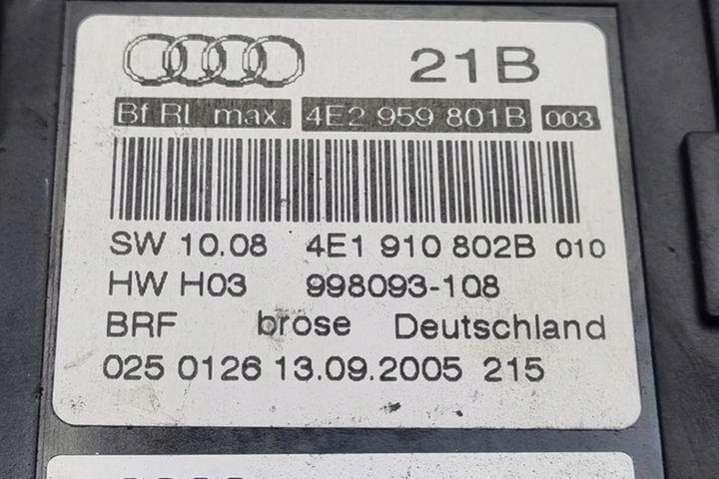 21B
Bf RL max. 4E2 959 801B 003
SW 10.08 4E1 910 802B 010
HW H03 998093-108
BRF brose Deutschland
025 0126 13.09.2005 215